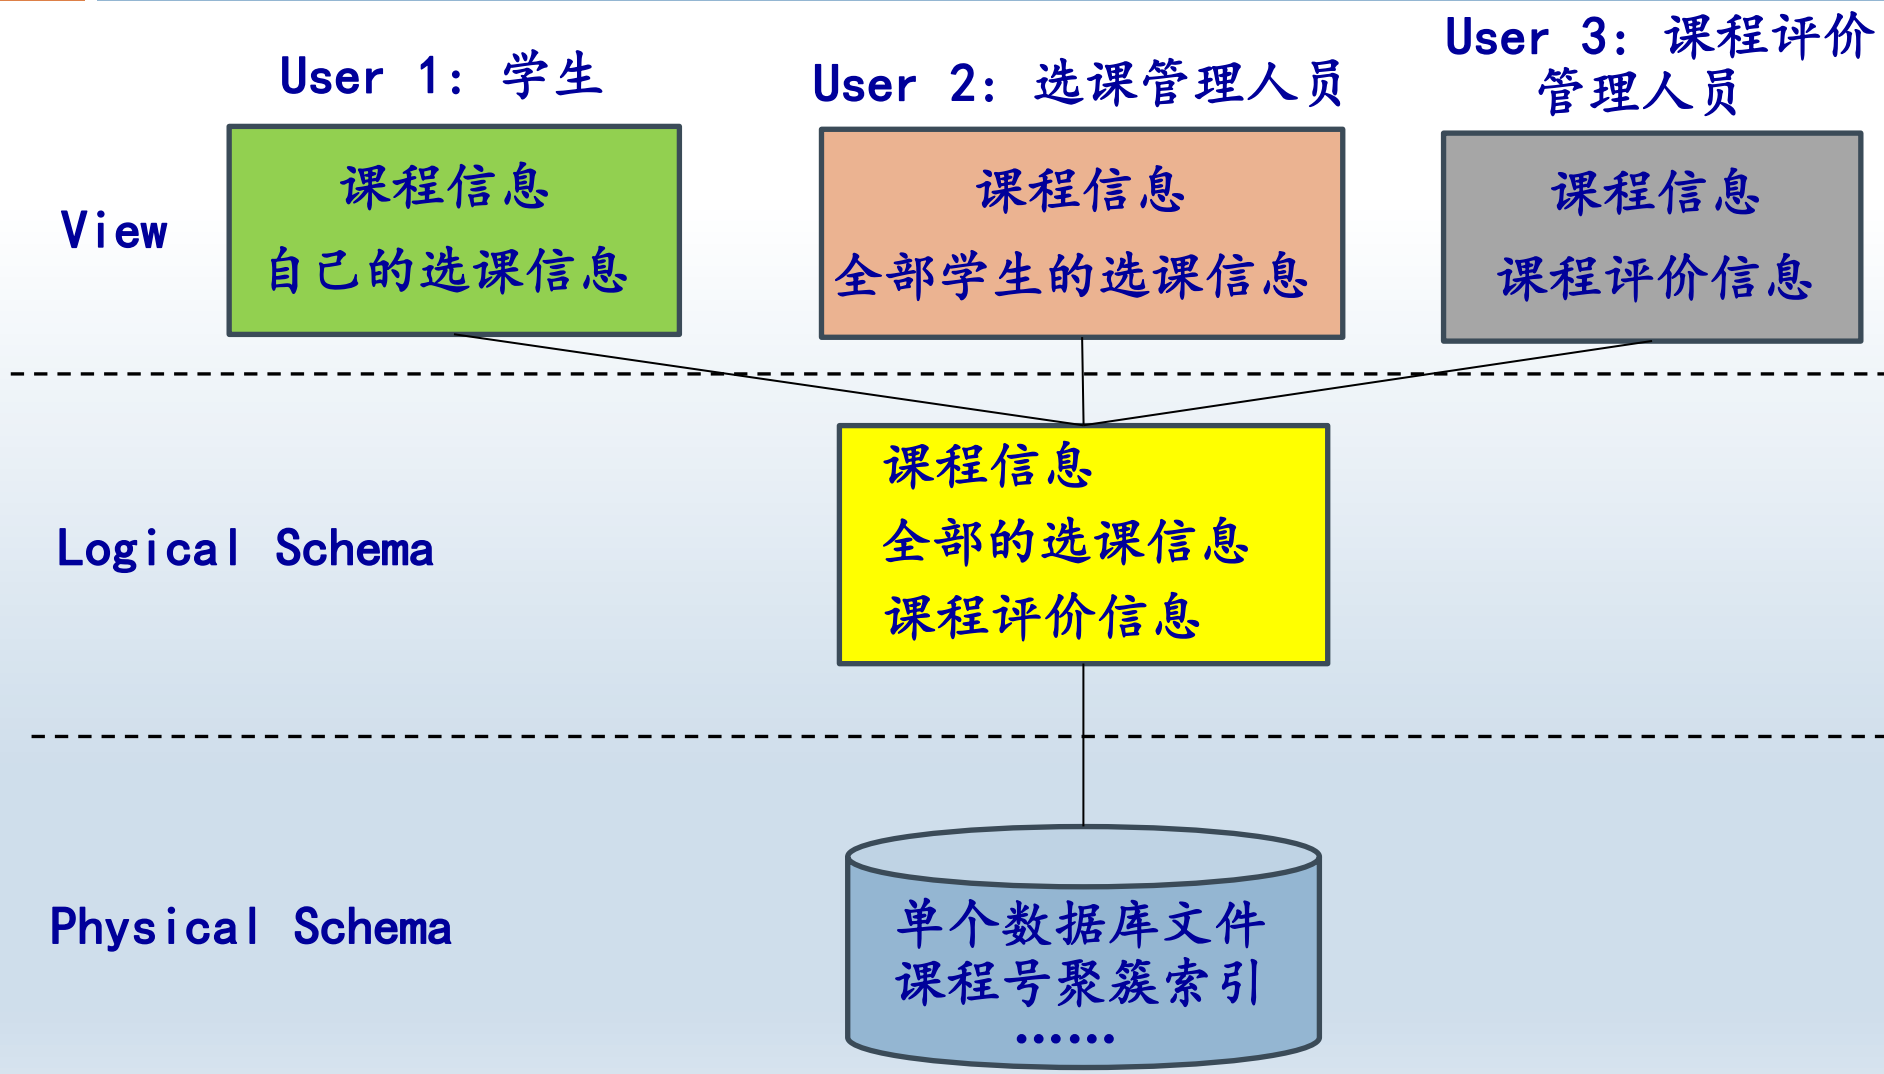 User 1: 学生
User 2: 选课管理人员
User 3: 课程评价
管理人员
View
课程信息
自己的选课信息
课程信息
全部学生的选课信息
课程信息
课程评价信息
Logical Schema
课程信息
全部的选课信息
课程评价信息
Physical Schema
单个数据库文件
课程号聚簇索引
……